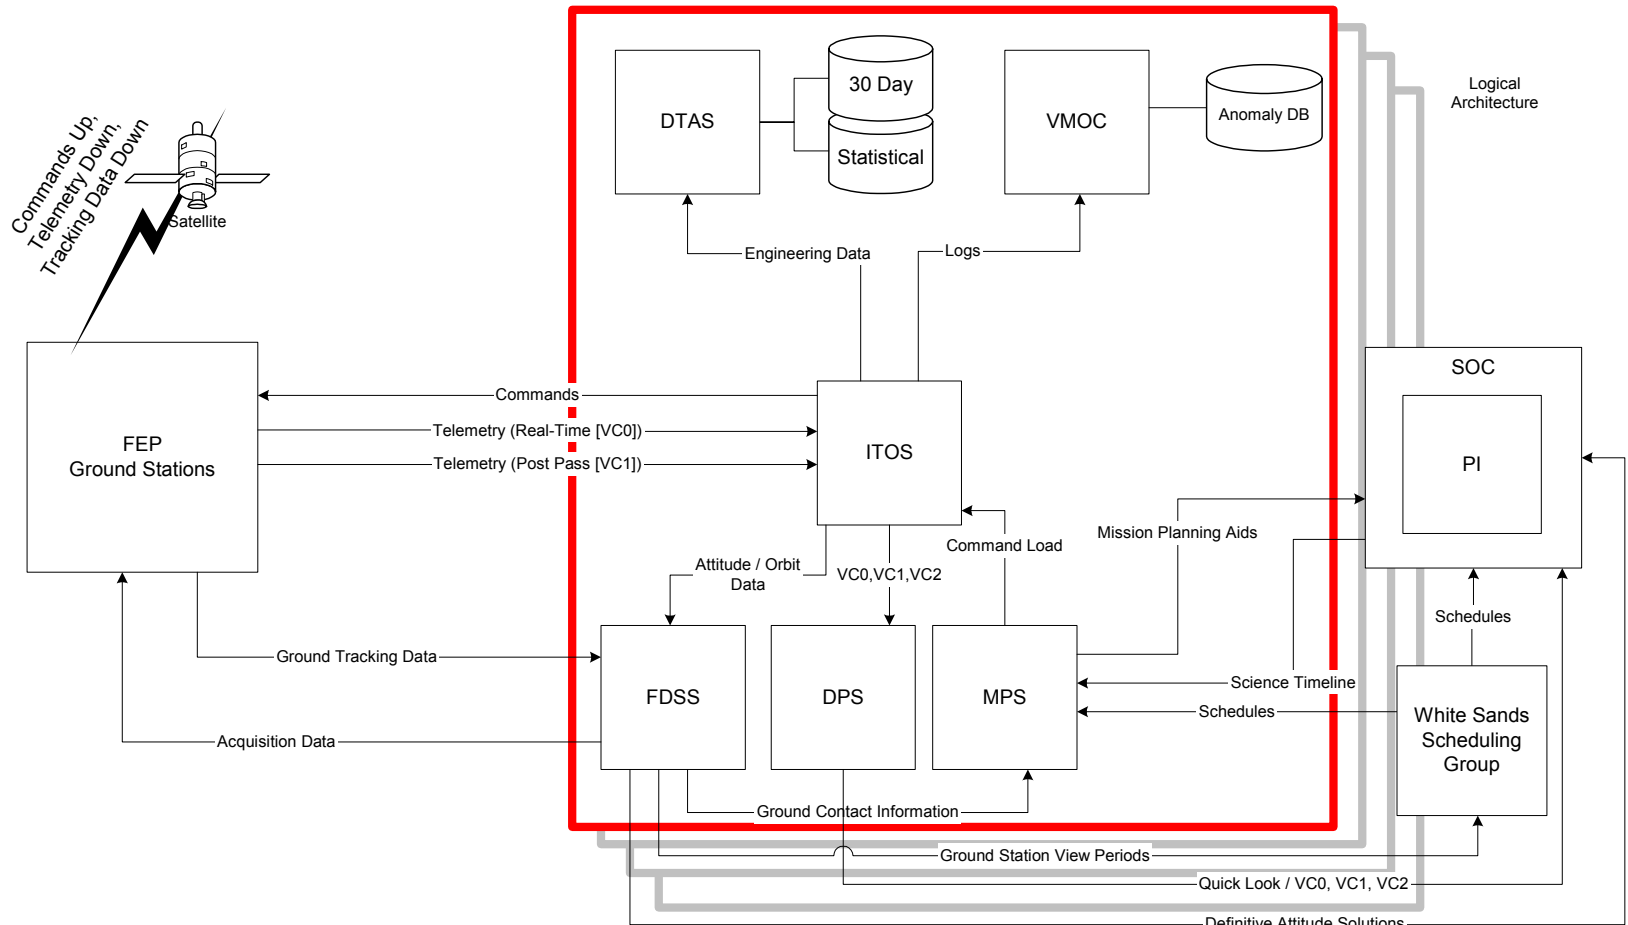 30 Day
DTAS
Statistical
VMOC
Anomaly DB
Logical
Architecture
Commands Up,
Telemetry Down,
Tracking Data Down
Satellite
Engineering Data
Logs
FEP
Ground Stations
Commands
Telemetry (Real-Time [VC0])
Telemetry (Post Pass [VC1])
ITOS
SOC
PI
Mission Planning Aids
Command Load
Attitude / Orbit
Data
VC0,VC1,VC2
Schedules
Ground Tracking Data
FDSS
DPS
MPS
Science Timeline
Schedules
White Sands
Scheduling
Group
Acquisition Data
Ground Contact Information
Ground Station View Periods
Quick Look / VC0, VC1, VC2
Definitive Attitude Solutions